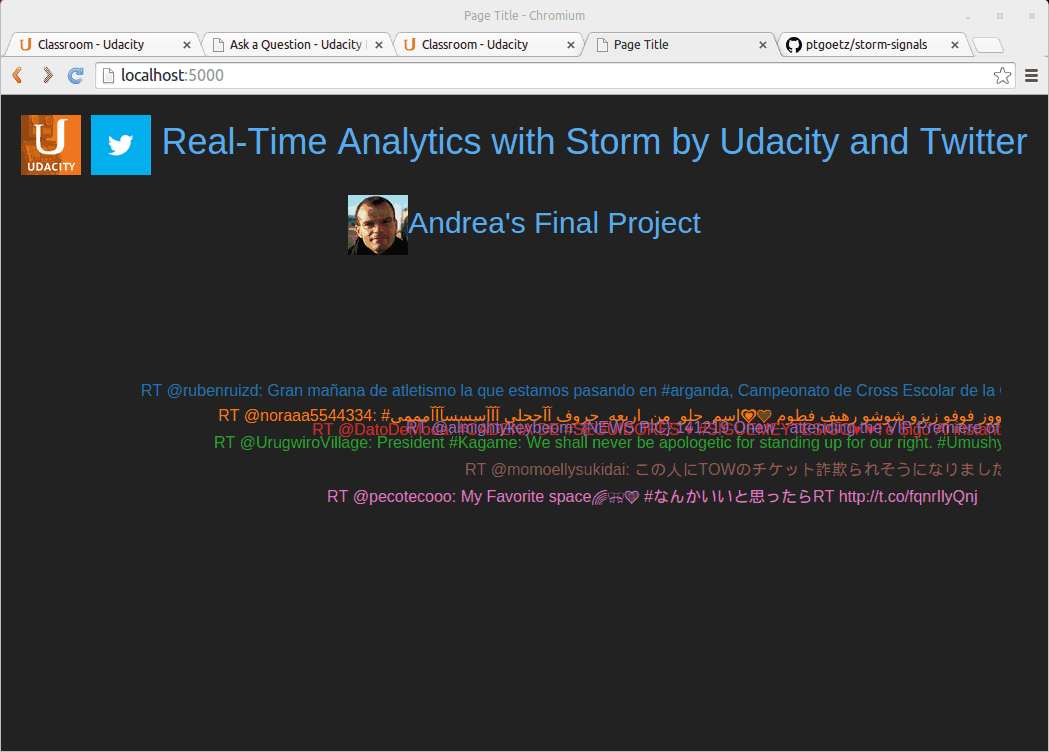 Page Title - Chromium
Classroom - Udacity
Ask a Question - Udacity
Classroom - Udacity
Page Title
ptgoetz/storm-signals
localhost:5000
UDACITY
Real-Time Analytics with Storm by Udacity and Twitter
Andrea's Final Project
RT @rubenruizd: Gran mañana de atletismo la que estamos pasando en #arganda, Campeonato de Cross Escolar de la
RT @noraaa5544334: #اسم_حلو_من_اربعه_حروف
RT @almightykeybeom: [NEWS PIC] 141219 Onew - attending the VIP Premiere of
RT @UrugwiroVillage: President #Kagame: We shall never be apologetic for standing up for our right. #Umushy
RT @momoellysukidai: この人にTOWのチケット詐欺られそうになりました
RT @pecotecooo: My Favorite space🌈 #なんかいいと思ったらRT http://t.co/fqnrIlyQnj